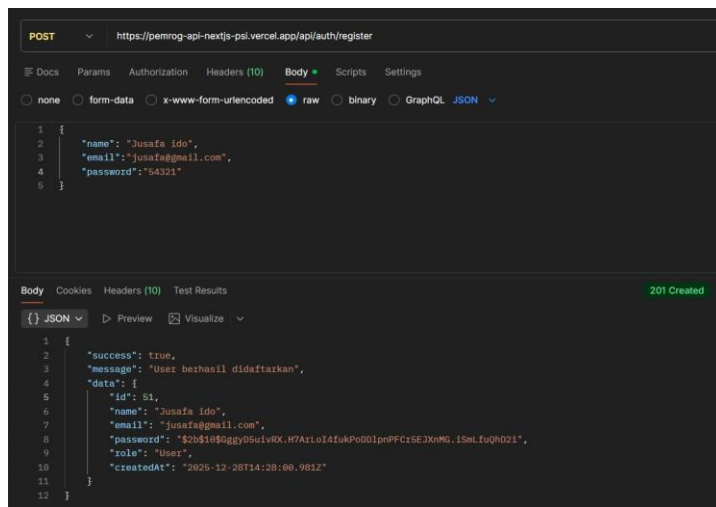 POST https://pemrog-api-nextjs-psi.vercel.app/api/auth/register
Docs Params Authorization Headers (10) Body Scripts Settings
none form-data x-www-form-urlencoded raw binary GraphQL JSON
1 {
2 "name": "Jusafa ido",
3 "email":"jusafa@gmail.com",
4 "password":"54321"
5 }
Body Cookies Headers (10) Test Results 201 Created
{} JSON Preview Visualize
1 {
2 "success": true,
3 "message": "User berhasil didaftarkan",
4 "data": {
5 "id": 51,
6 "name": "Jusafa ido",
7 "email": "jusafa@gmail.com",
8 "password":
9 "role": "User",
10 "createdAt": "2025-12-28T14:28:00.981Z"
11 }
12 }